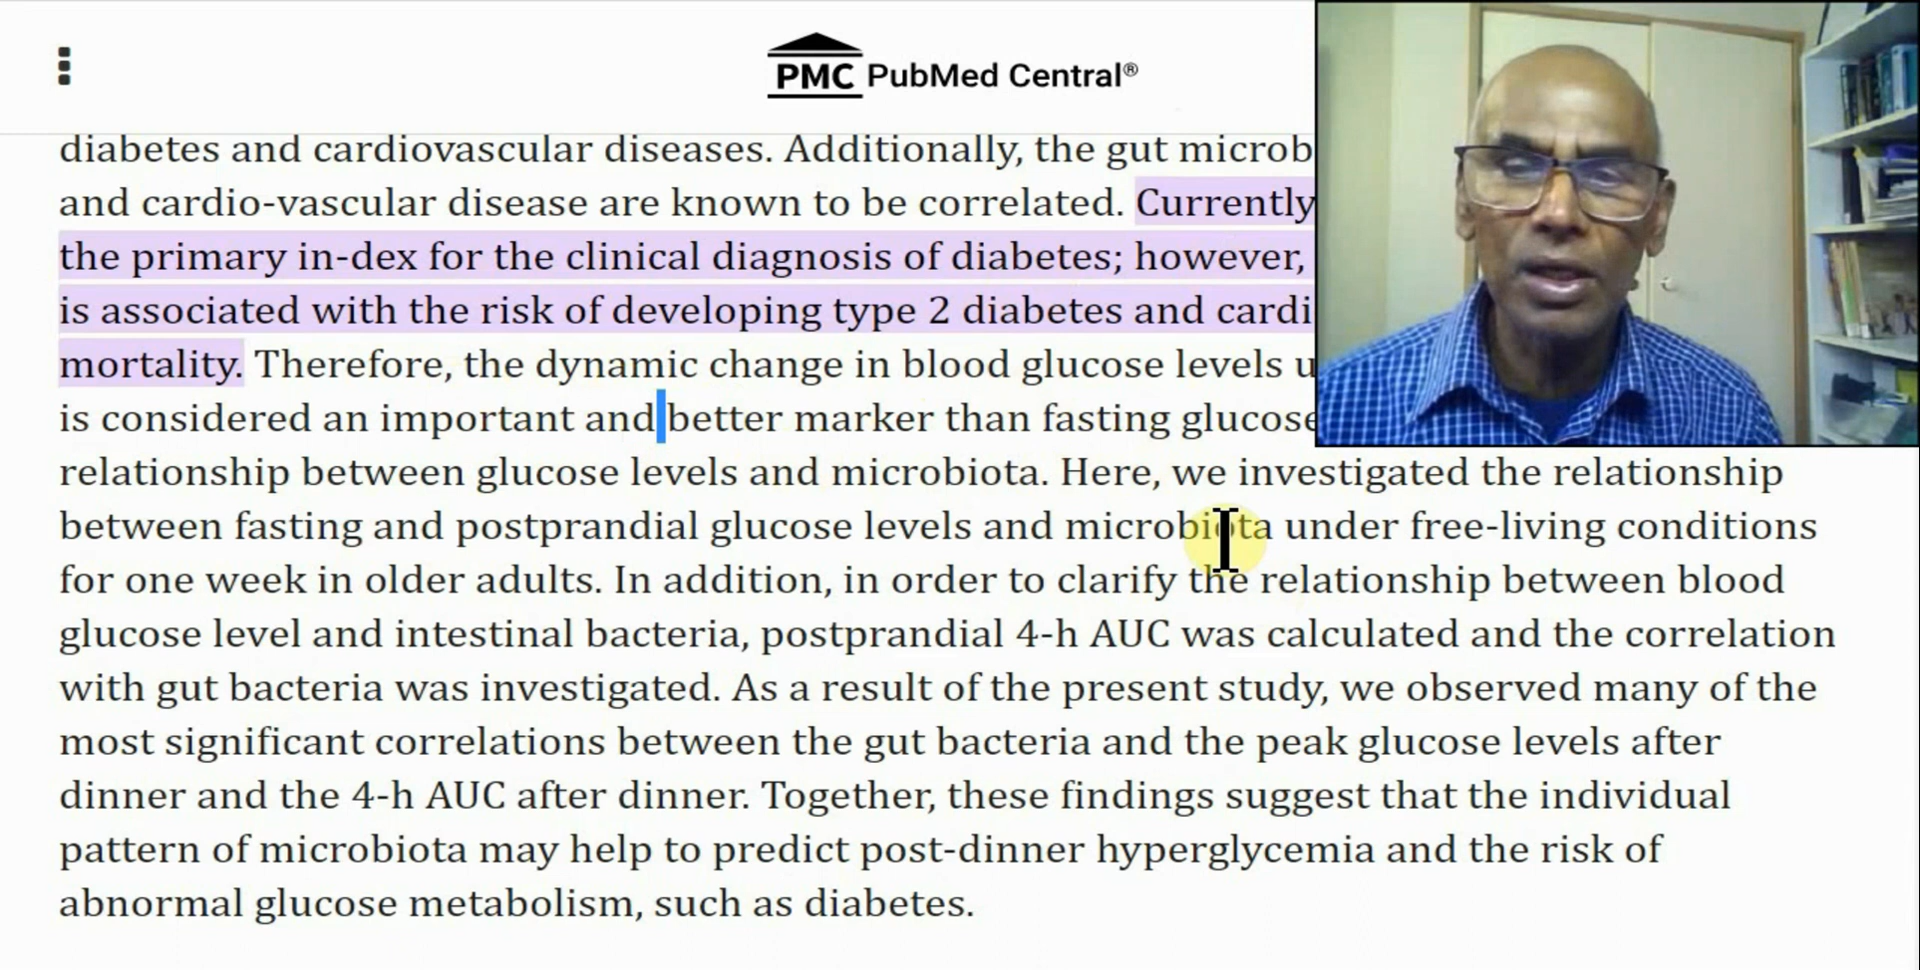 PMC PubMed Central®
diabetes and cardiovascular diseases. Additionally, the gut microb
and cardio-vascular disease are known to be correlated. Currently
the primary in-dex for the clinical diagnosis of diabetes; however,
is associated with the risk of developing type 2 diabetes and cardi
mortality. Therefore, the dynamic change in blood glucose levels u
is considered an important and better marker than fasting glucose
relationship between glucose levels and microbiota. Here, we investigated the relationship
between fasting and postprandial glucose levels and microbiota under free-living conditions
for one week in older adults. In addition, in order to clarify the relationship between blood
glucose level and intestinal bacteria, postprandial 4-h AUC was calculated and the correlation
with gut bacteria was investigated. As a result of the present study, we observed many of the
most significant correlations between the gut bacteria and the peak glucose levels after
dinner and the 4-h AUC after dinner. Together, these findings suggest that the individual
pattern of microbiota may help to predict post-dinner hyperglycemia and the risk of
abnormal glucose metabolism, such as diabetes.